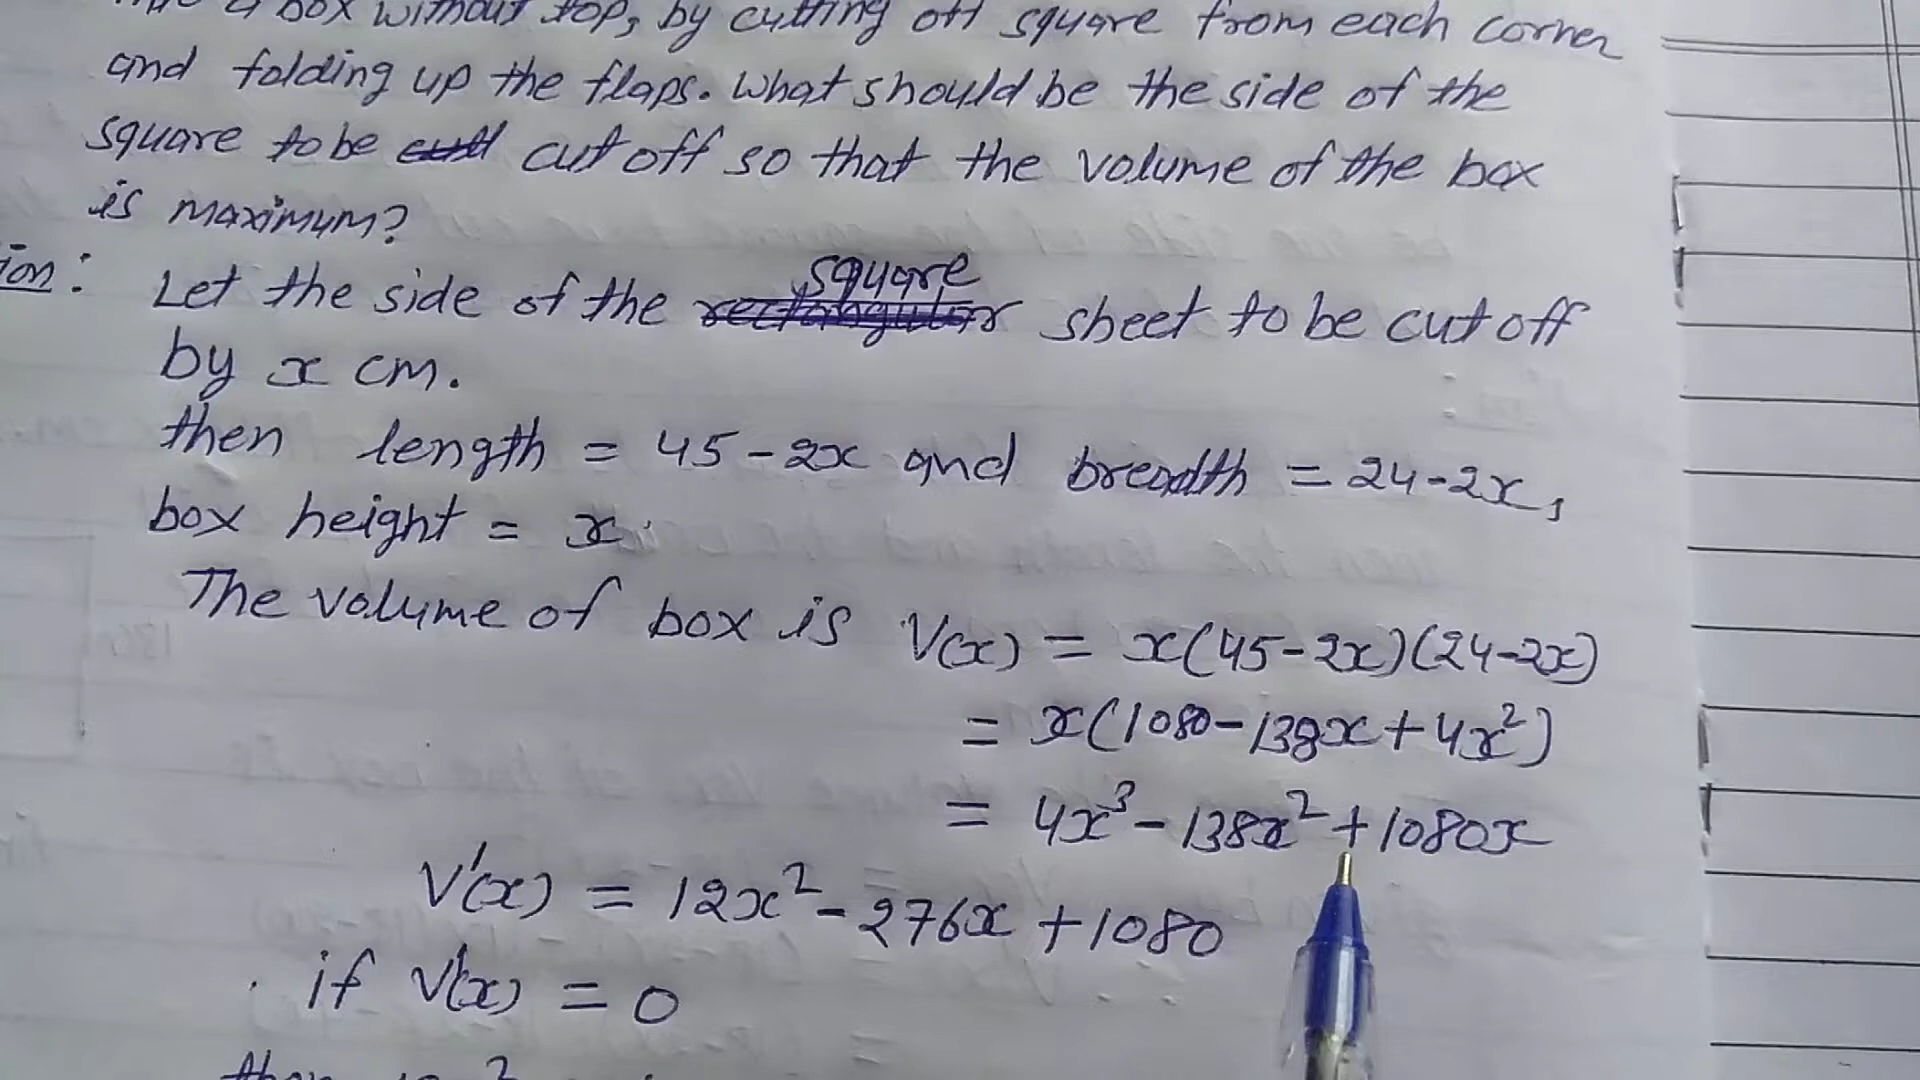 a box without top, by cutting off square from each corner
and folding up the flaps. What should be the side of the
square to be cut off so that the volume of the box
is maximum?
ion: Let the side of the square sheet to be cut off
by x cm.
then length = 45-2x and breadth = 24-2x,
box height = x.
The volume of box is V(x) = x(45-2x)(24-2x)
= x(1080-138x+4x²)
= 4x³-138x²+1080x
V'(x) = 12x²-276x+1080
if V'(x) = 0